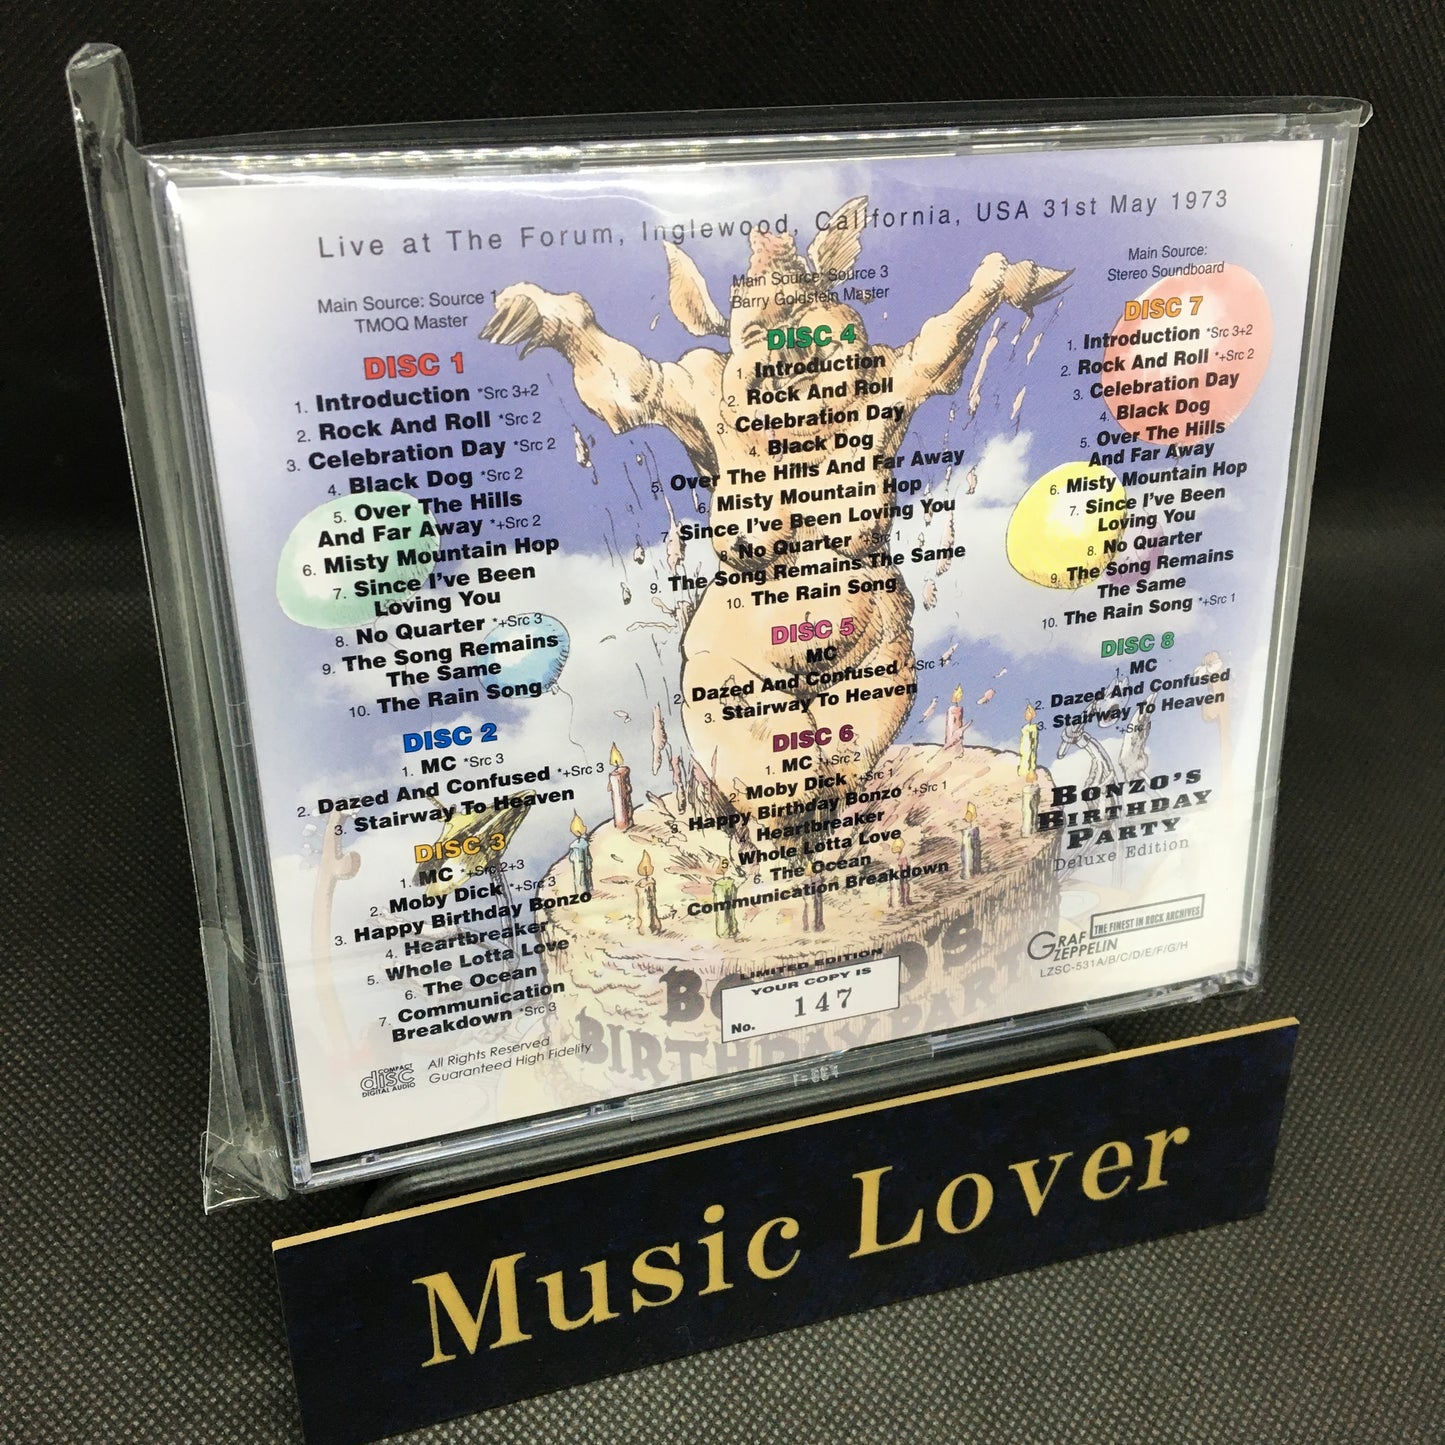 Live at The Forum, Inglewood, California, USA 31st May 1973
Main Source: Source 1
TMOQ Master
DISC 1
1. Introduction *Src 3+2
2. Rock And Roll *Src 2
3. Celebration Day *Src 2
4. Black Dog *Src 2
5. Over The Hills
And Far Away *+Src 2
6. Misty Mountain Hop
7. Since I've Been
Loving You
8. No Quarter *+Src 3
9. The Song Remains
The Same
10. The Rain Song
DISC 2
1. MC *Src 3
2. Dazed And Confused *+Src 3
3. Stairway To Heaven
DISC 3
1. MC *+Src 2+3
2. Moby Dick *+Src 3
3. Happy Birthday Bonzo
4. Heartbreaker
5. Whole Lotta Love
6. The Ocean
7. Communication
Breakdown *Src 3
COMPACT
disc
DIGITAL AUDIO
All Rights Reserved
Guaranteed High Fidelity
Main Source: Source 3
Barry Goldstein Master
DISC 4
1. Introduction
2. Rock And Roll
3. Celebration Day
4. Black Dog
5. Over The Hills And Far Away
6. Misty Mountain Hop
7. Since I've Been Loving You
8. No Quarter *+Src 1
9. The Song Remains The Same
10. The Rain Song
DISC 5
1. MC
2. Dazed And Confused *+Src 1
3. Stairway To Heaven
DISC 6
1. MC *+Src 2
2. Moby Dick *+Src 1
3. Happy Birthday Bonzo *+Src 1
4. Heartbreaker
5. Whole Lotta Love
6. The Ocean
7. Communication Breakdown
LIMITED EDITION
YOUR COPY IS
No. 147
BIRTHDAY PARTY
Main Source:
Stereo Soundboard
DISC 7
1. Introduction *Src 3+2
2. Rock And Roll *+Src 2
3. Celebration Day
4. Black Dog
5. Over The Hills
And Far Away
6. Misty Mountain Hop
7. Since I've Been
Loving You
8. No Quarter
9. The Song Remains
The Same
10. The Rain Song *+Src 1
DISC 8
1. MC
2. Dazed And Confused
3. Stairway To Heaven
*+Src
BONZO'S
BIRTHDAY
PARTY
Deluxe Edition
GRAF ZEPPELIN
THE FINEST IN ROCK ARCHIVES
LZSC-531A/B/C/D/E/F/G/H
Music Lover